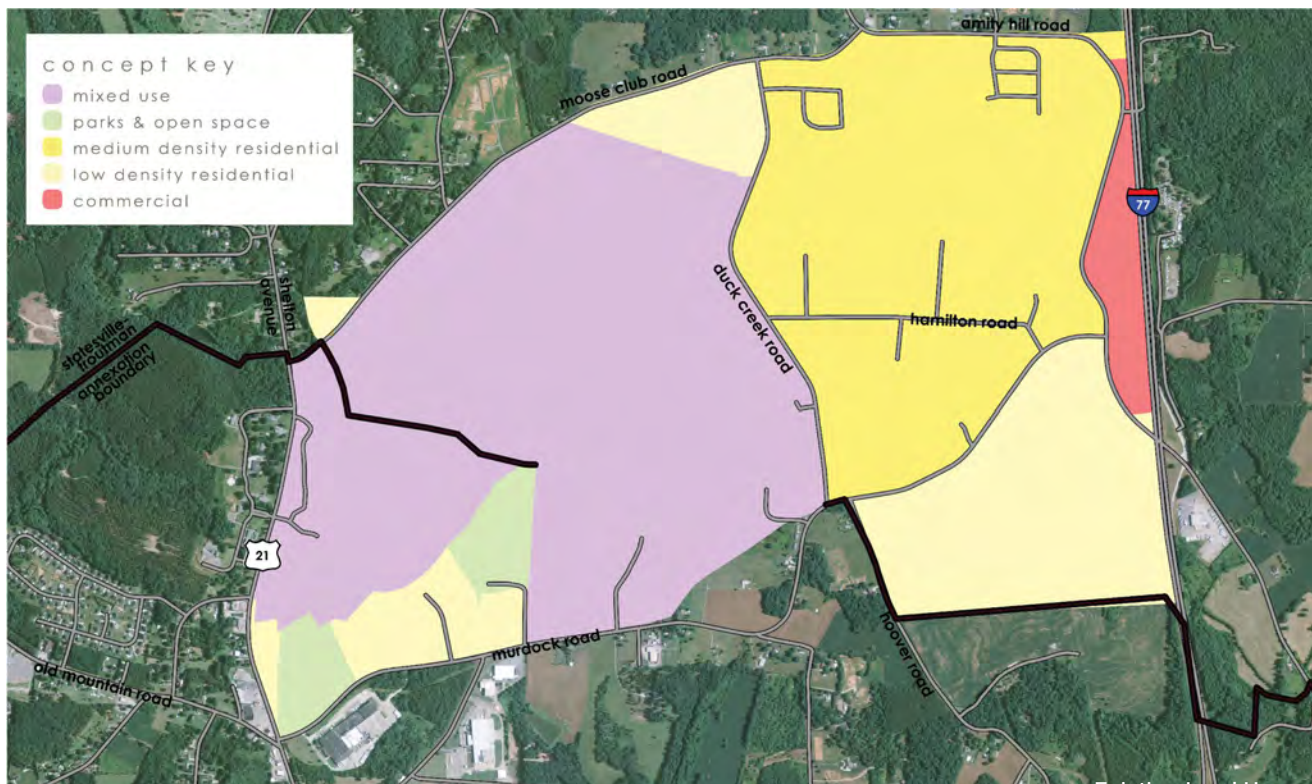 concept key
mixed use
parks & open space
medium density residential
low density residential
commercial
amity hill road
moose club road
77
shelton
avenue
duck creek road
hamilton road
statesville-
troutman
annexation
boundary
21
murdock road
hoover road
old mountain road